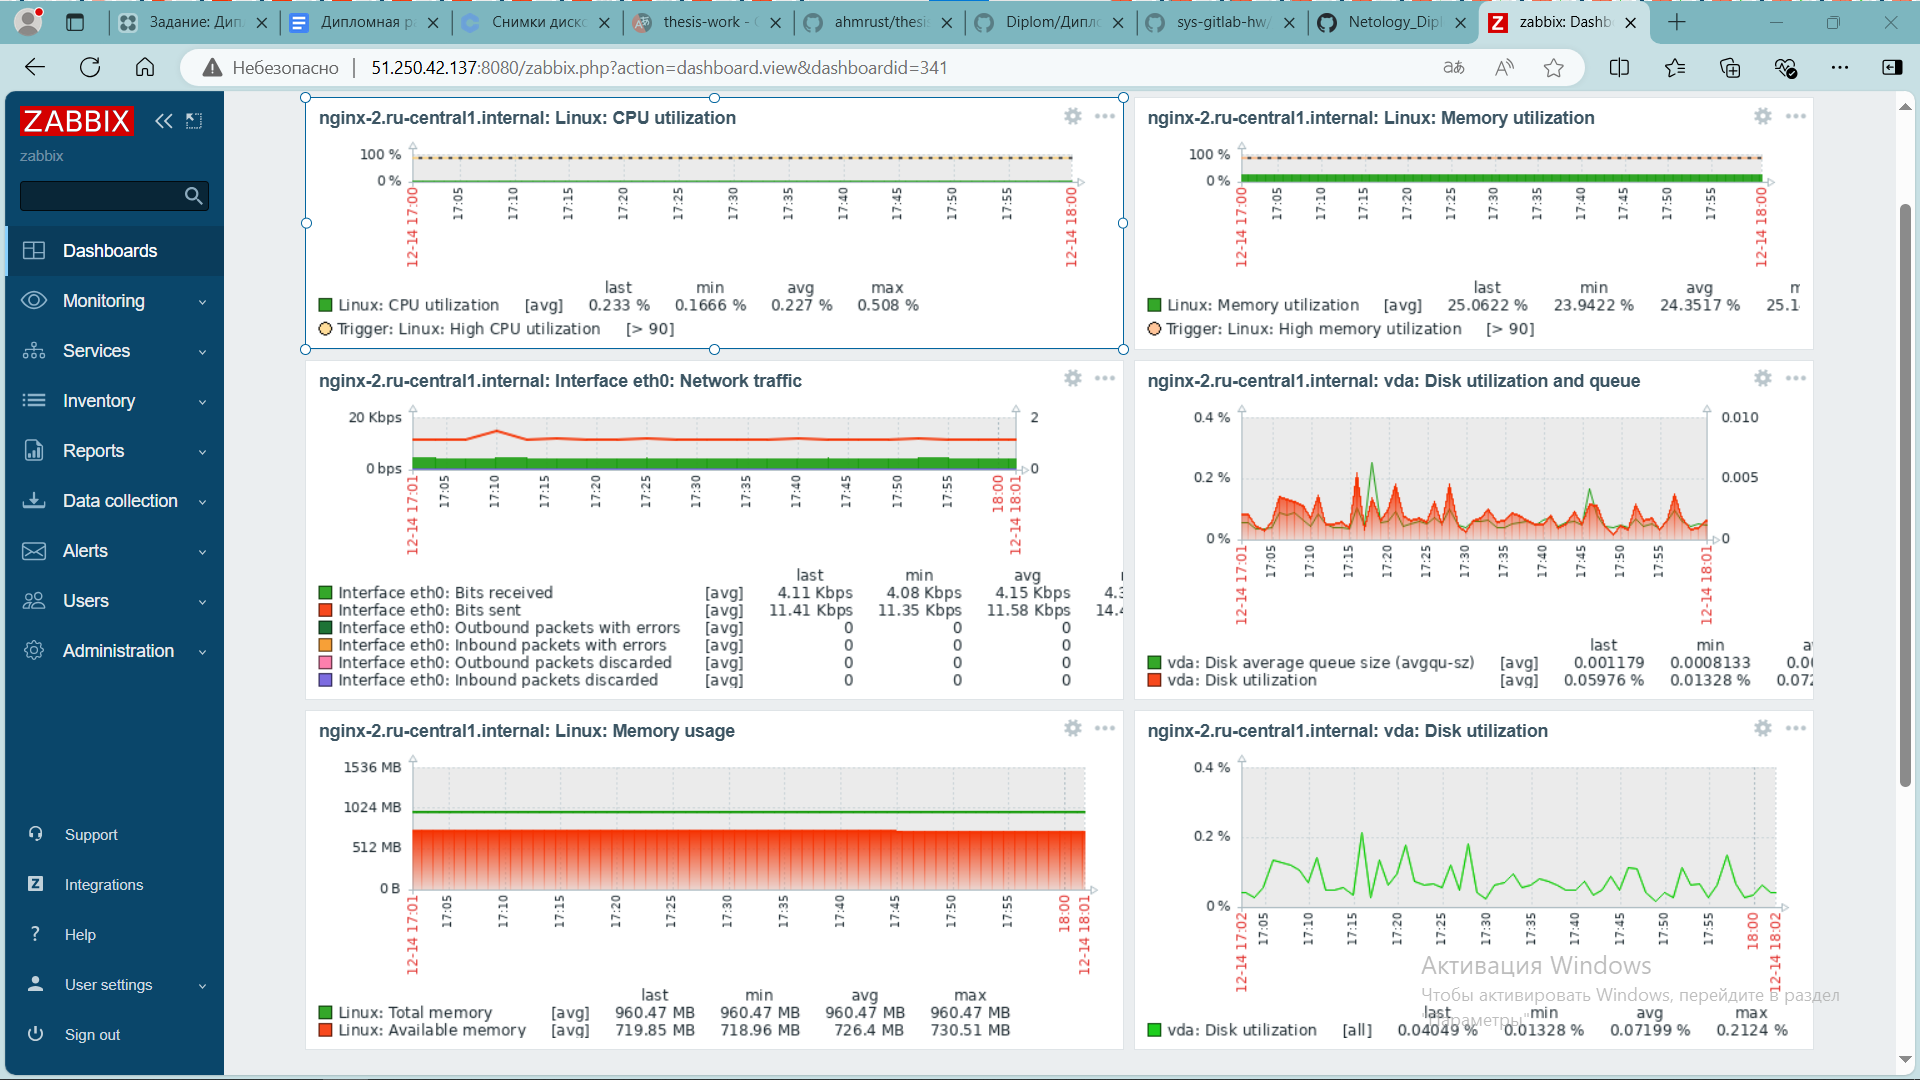 Задание: Дипл
Дипломная р
Снимки диско
thesis-work -
ahmrust/thesis
Diplom/Дипло
sys-gitlab-hw/
Netology_Dipl
zabbix: Dashb
Небезопасно
51.250.42.137:8080/zabbix.php?action=dashboard.view&dashboardid=341
ZABBIX
zabbix
Dashboards
Monitoring
Services
Inventory
Reports
Data collection
Alerts
Users
Administration
Support
Integrations
Help
User settings
Sign out
nginx-2.ru-central1.internal: Linux: CPU utilization
100 %
0 %
12-14 17:00 17:05 17:10 17:15 17:20 17:25 17:30 17:35 17:40 17:45 17:50 17:55 12-14 18:00
last min avg max
Linux: CPU utilization [avg] 0.233 % 0.1666 % 0.227 % 0.508 %
Trigger: Linux: High CPU utilization [> 90]
nginx-2.ru-central1.internal: Linux: Memory utilization
100 %
0 %
12-14 17:00 17:05 17:10 17:15 17:20 17:25 17:30 17:35 17:40 17:45 17:50 17:55 12-14 18:00
last min avg
Linux: Memory utilization [avg] 25.0622 % 23.9422 % 24.3517 % 25.1
Trigger: Linux: High memory utilization [> 90]
nginx-2.ru-central1.internal: Interface eth0: Network traffic
20 Kbps 2
0 bps 0
12-14 17:01 17:05 17:10 17:15 17:20 17:25 17:30 17:35 17:40 17:45 17:50 17:55 18:00 12-14 18:01
last min avg
Interface eth0: Bits received [avg] 4.11 Kbps 4.08 Kbps 4.15 Kbps 4.3
Interface eth0: Bits sent [avg] 11.41 Kbps 11.35 Kbps 11.58 Kbps 14.4
Interface eth0: Outbound packets with errors [avg] 0 0 0
Interface eth0: Inbound packets with errors [avg] 0 0 0
Interface eth0: Outbound packets discarded [avg] 0 0 0
Interface eth0: Inbound packets discarded [avg] 0 0 0
nginx-2.ru-central1.internal: vda: Disk utilization and queue
0.4 % 0.010
0.2 % 0.005
0 % 0
12-14 17:01 17:05 17:10 17:15 17:20 17:25 17:30 17:35 17:40 17:45 17:50 17:55 12-14 18:01
last min
vda: Disk average queue size (avgqu-sz) [avg] 0.001179 0.0008133 0.00
vda: Disk utilization [avg] 0.05976 % 0.01328 % 0.072
nginx-2.ru-central1.internal: Linux: Memory usage
1536 MB
1024 MB
512 MB
0 B
12-14 17:01 17:05 17:10 17:15 17:20 17:25 17:30 17:35 17:40 17:45 17:50 17:55 18:00 12-14 18:01
last min avg max
Linux: Total memory [avg] 960.47 MB 960.47 MB 960.47 MB 960.47 MB
Linux: Available memory [avg] 719.85 MB 718.96 MB 726.4 MB 730.51 MB
nginx-2.ru-central1.internal: vda: Disk utilization
0.4 %
0.2 %
0 %
12-14 17:02 17:05 17:10 17:15 17:20 17:25 17:30 17:35 17:40 17:45 17:50 17:55 18:00 12-14 18:02
last min avg max
vda: Disk utilization [all] 0.04049 % 0.01328 % 0.07199 % 0.2124 %
Активация Windows
Чтобы активировать Windows, перейдите в раздел
"Параметры".